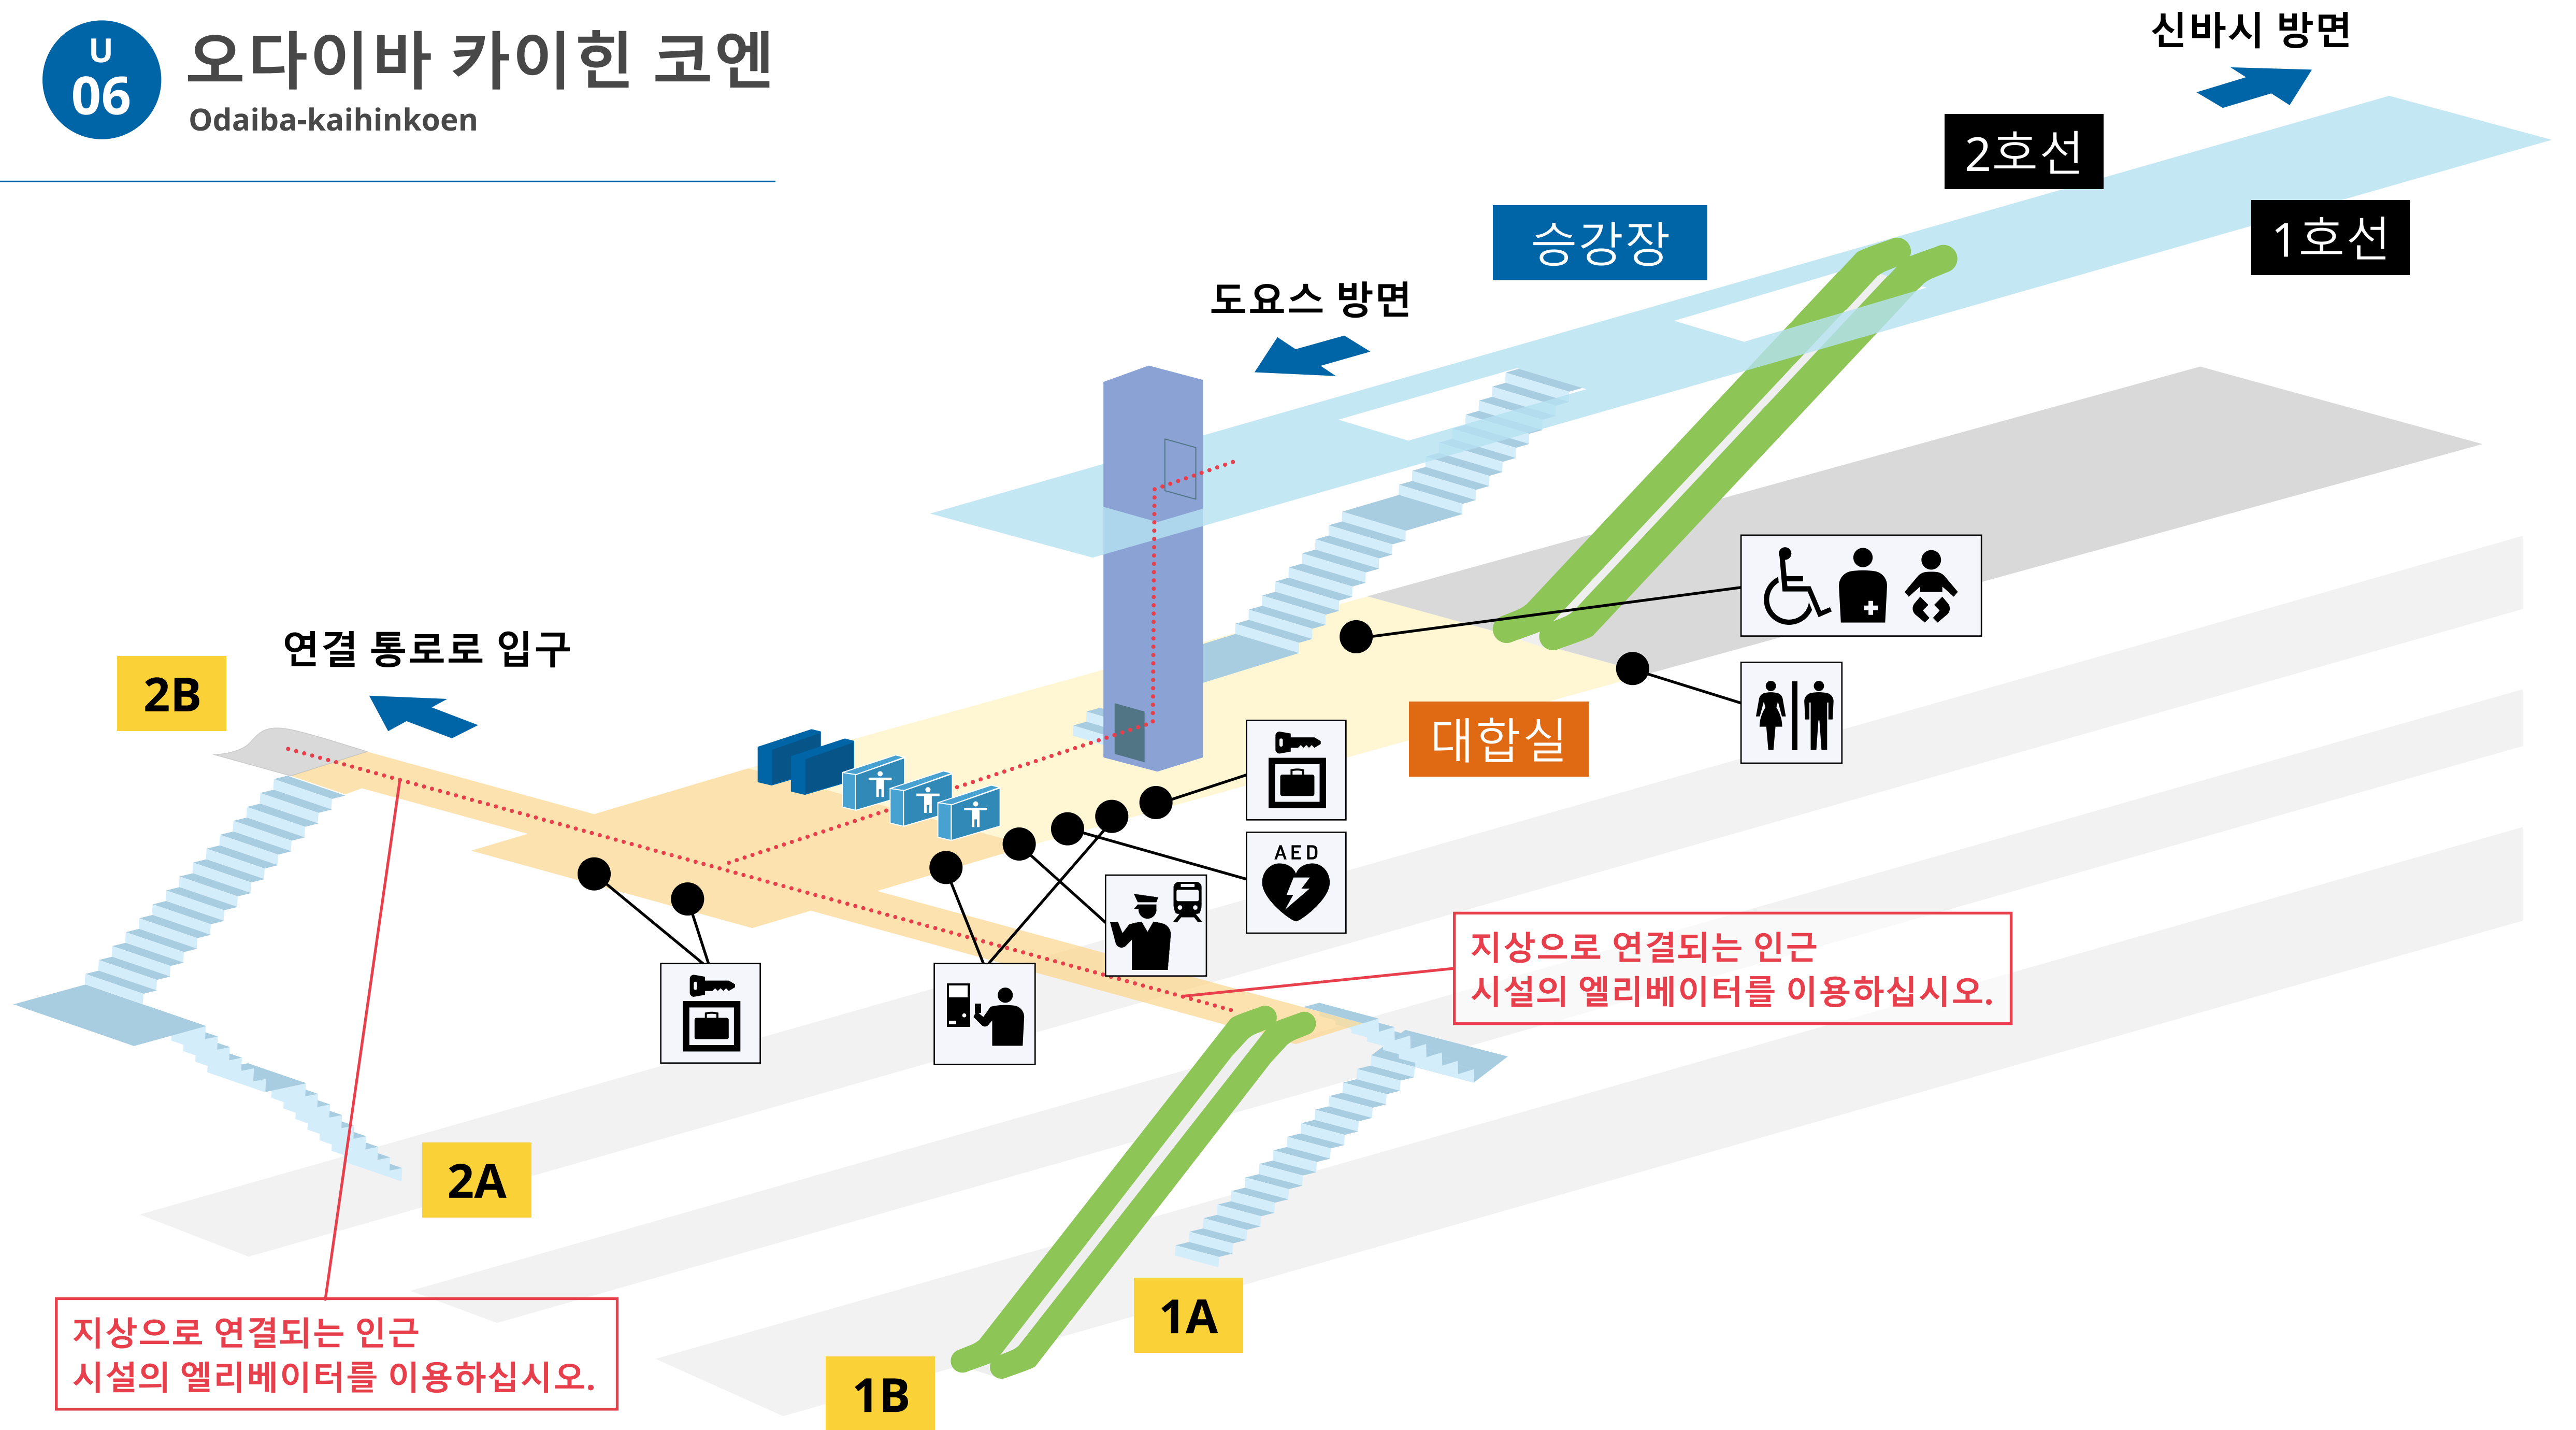 U
06
오다이바 카이힌 코엔
Odaiba-kaihinkoen
신바시 방면
2호선
1호선
승강장
도요스 방면
연결 통로로 입구
2B
대합실
AED
지상으로 연결되는 인근
시설의 엘리베이터를 이용하십시오.
2A
1A
지상으로 연결되는 인근
시설의 엘리베이터를 이용하십시오.
1B